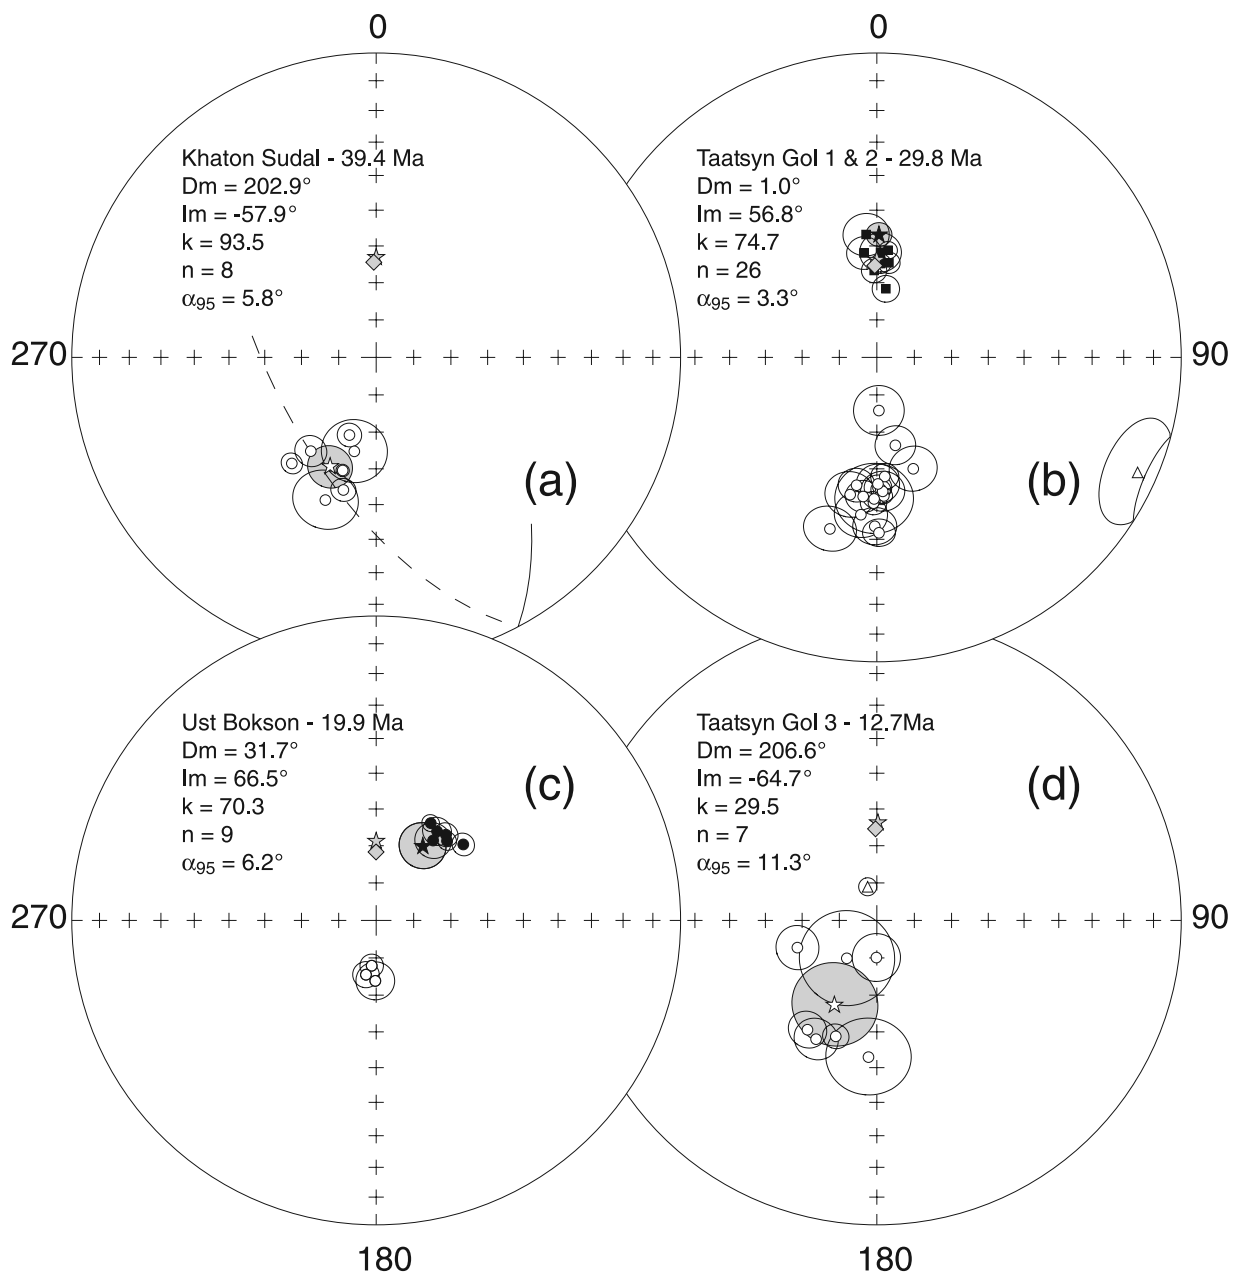 0
0
Khaton Sudal - 39.4 Ma
Dm = 202.9°
Im = -57.9°
k = 93.5
n = 8
α95 = 5.8°
(a)
Taatsyn Gol 1 & 2 - 29.8 Ma
Dm = 1.0°
Im = 56.8°
k = 74.7
n = 26
α95 = 3.3°
(b)
270
90
Ust Bokson - 19.9 Ma
Dm = 31.7°
Im = 66.5°
k = 70.3
n = 9
α95 = 6.2°
(c)
Taatsyn Gol 3 - 12.7Ma
Dm = 206.6°
Im = -64.7°
k = 29.5
n = 7
α95 = 11.3°
(d)
270
90
180
180